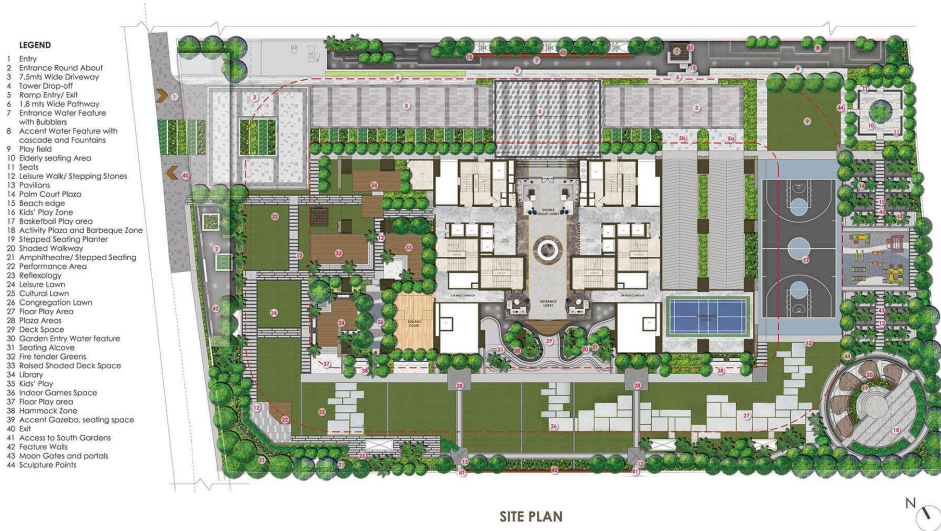 LEGEND
1 Entry
2 Entrance Round About
3 7.5mts Wide Driveway
4 Tower Drop-off
5 Ramp Entry/ Exit
6 1.8 mts Wide Pathway
7 Entrance Water Feature
with Bubblers
8 Accent Water Feature with
cascade and Fountains
9 Play field
10 Elderly seating Area
11 Seats
12 Leisure Walk/ Stepping Stones
13 Pavilions
14 Palm Court Plaza
15 Beach edge
16 Kids' Play Zone
17 Basketball Play area
18 Activity Plaza and Barbeque Zone
19 Stepped Seating Planter
20 Shaded Walkway
21 Amphitheatre/ Stepped Seating
22 Performance Area
23 Reflexology
24 Leisure Lawn
25 Cultural Lawn
26 Congregation Lawn
27 Floor Play Area
28 Plaza Areas
29 Deck Space
30 Garden Entry Water feature
31 Seating Alcove
32 Fire tender Greens
33 Raised Shaded Deck Space
34 Library
35 Kids' Play
36 Indoor Games Space
37 Floor Play area
38 Hammock Zone
39 Accent Gazebo, seating space
40 Exit
41 Access to South Gardens
42 Feature Walls
43 Moon Gates and portals
44 Sculpture Points
DOUBLE
HEIGHT LOBBY
ENTRANCE
LOBBY
SQUASH
COURT
SITE PLAN
N